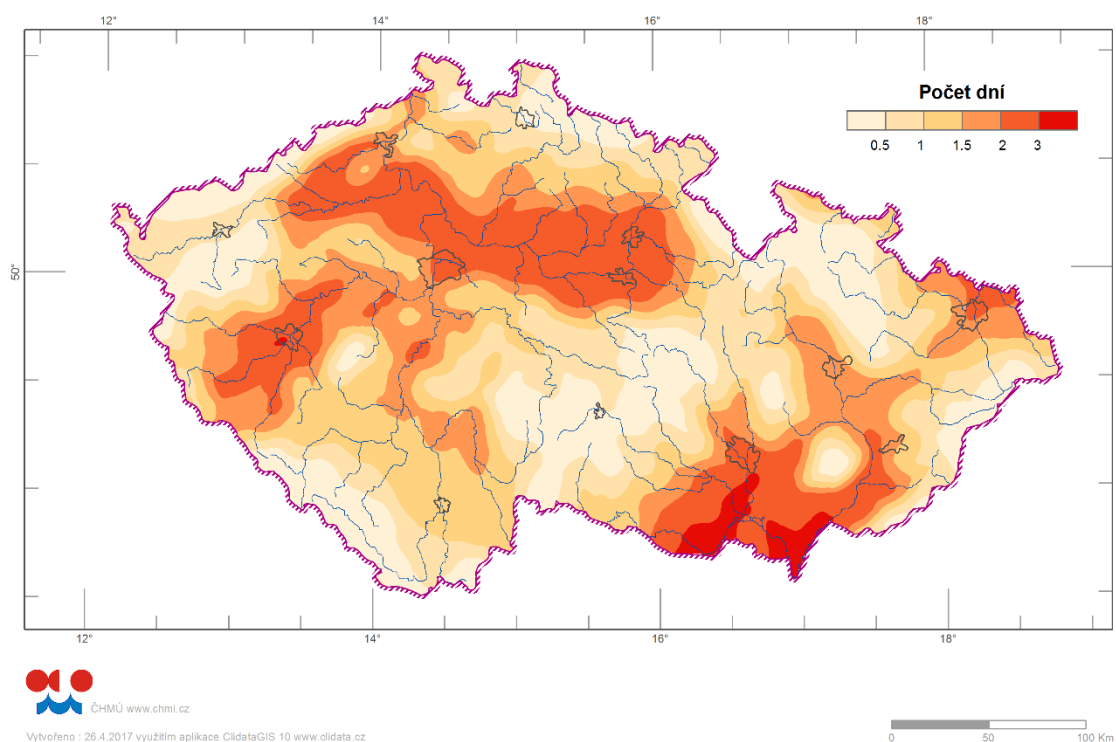 12° 14° 16° 18°
Počet dní
0.5 1 1.5 2 3
50°
12° 14° 16° 18°
ČHMÚ www.chmi.cz
Vytvořeno : 26.4.2017 využitím aplikace ClidataGIS 10 www.clidata.cz
0 50 100 Km